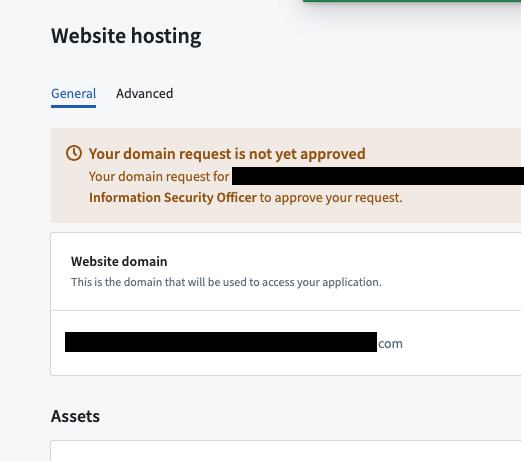 Website hosting
General Advanced
Your domain request is not yet approved
Your domain request for
Information Security Officer to approve your request.
Website domain
This is the domain that will be used to access your application.
com
Assets